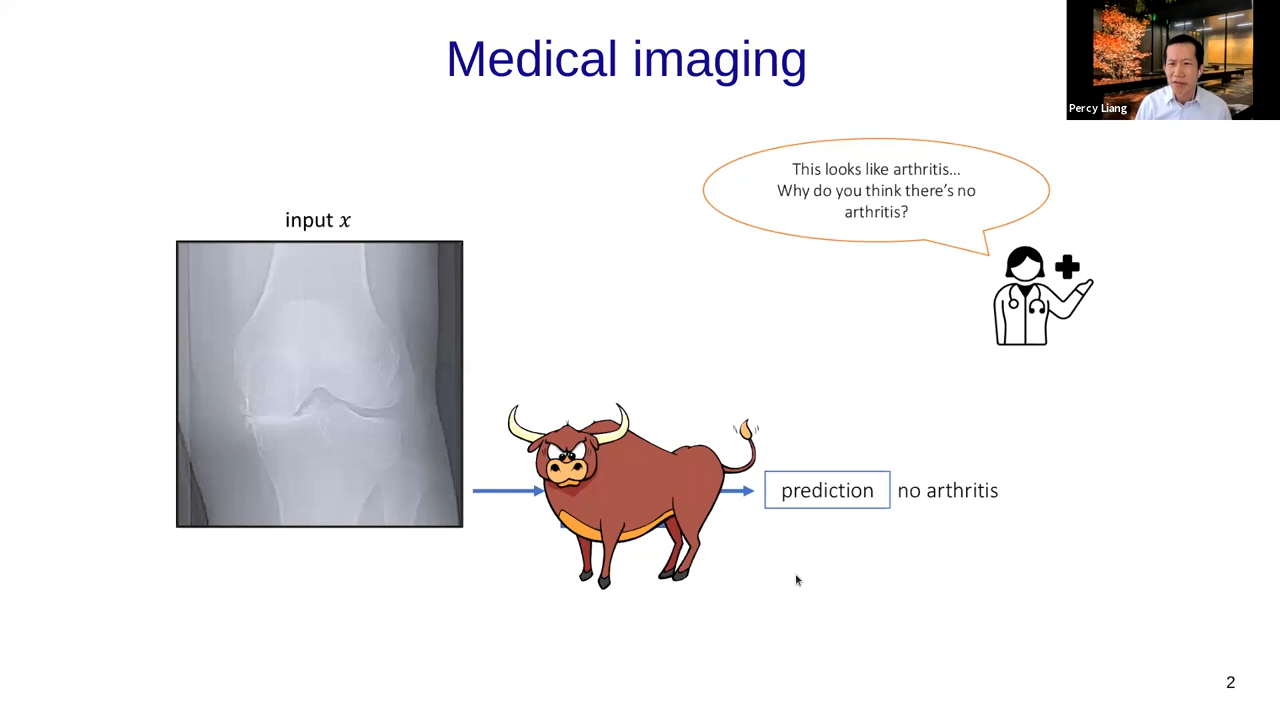 Medical imaging
Percy Liang
This looks like arthritis...
Why do you think there's no
arthritis?
input x
prediction
no arthritis
2